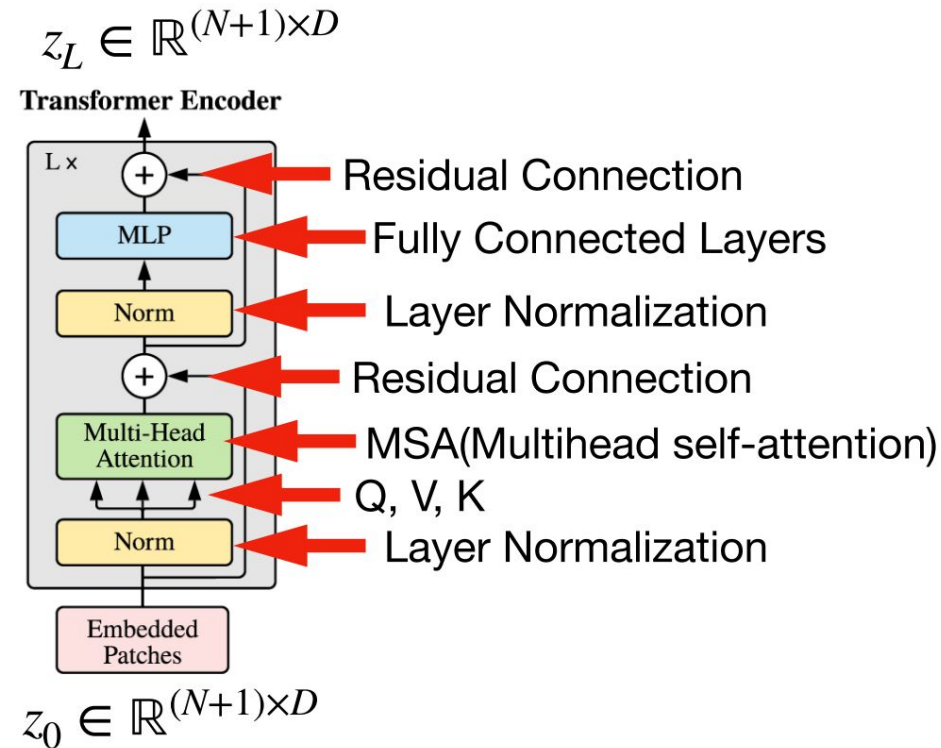 z_L ∈ ℝ^{(N+1)×D}
Transformer Encoder
L ×
+
Residual Connection
MLP
Fully Connected Layers
Norm
Layer Normalization
+
Residual Connection
Multi-Head
Attention
MSA(Multihead self-attention)
Q, V, K
Norm
Layer Normalization
Embedded
Patches
z_0 ∈ ℝ^{(N+1)×D}